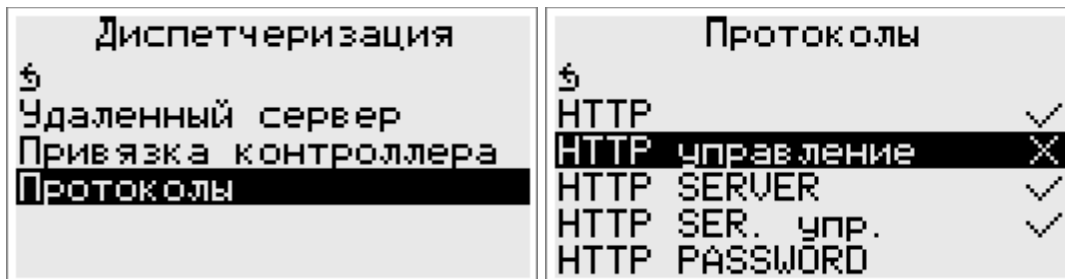 Диспетчеризация
Удаленный сервер
Привязка контроллера
Протоколы
Протоколы
HTTP
HTTP управление
HTTP SERVER
HTTP SER. упр.
HTTP PASSWORD